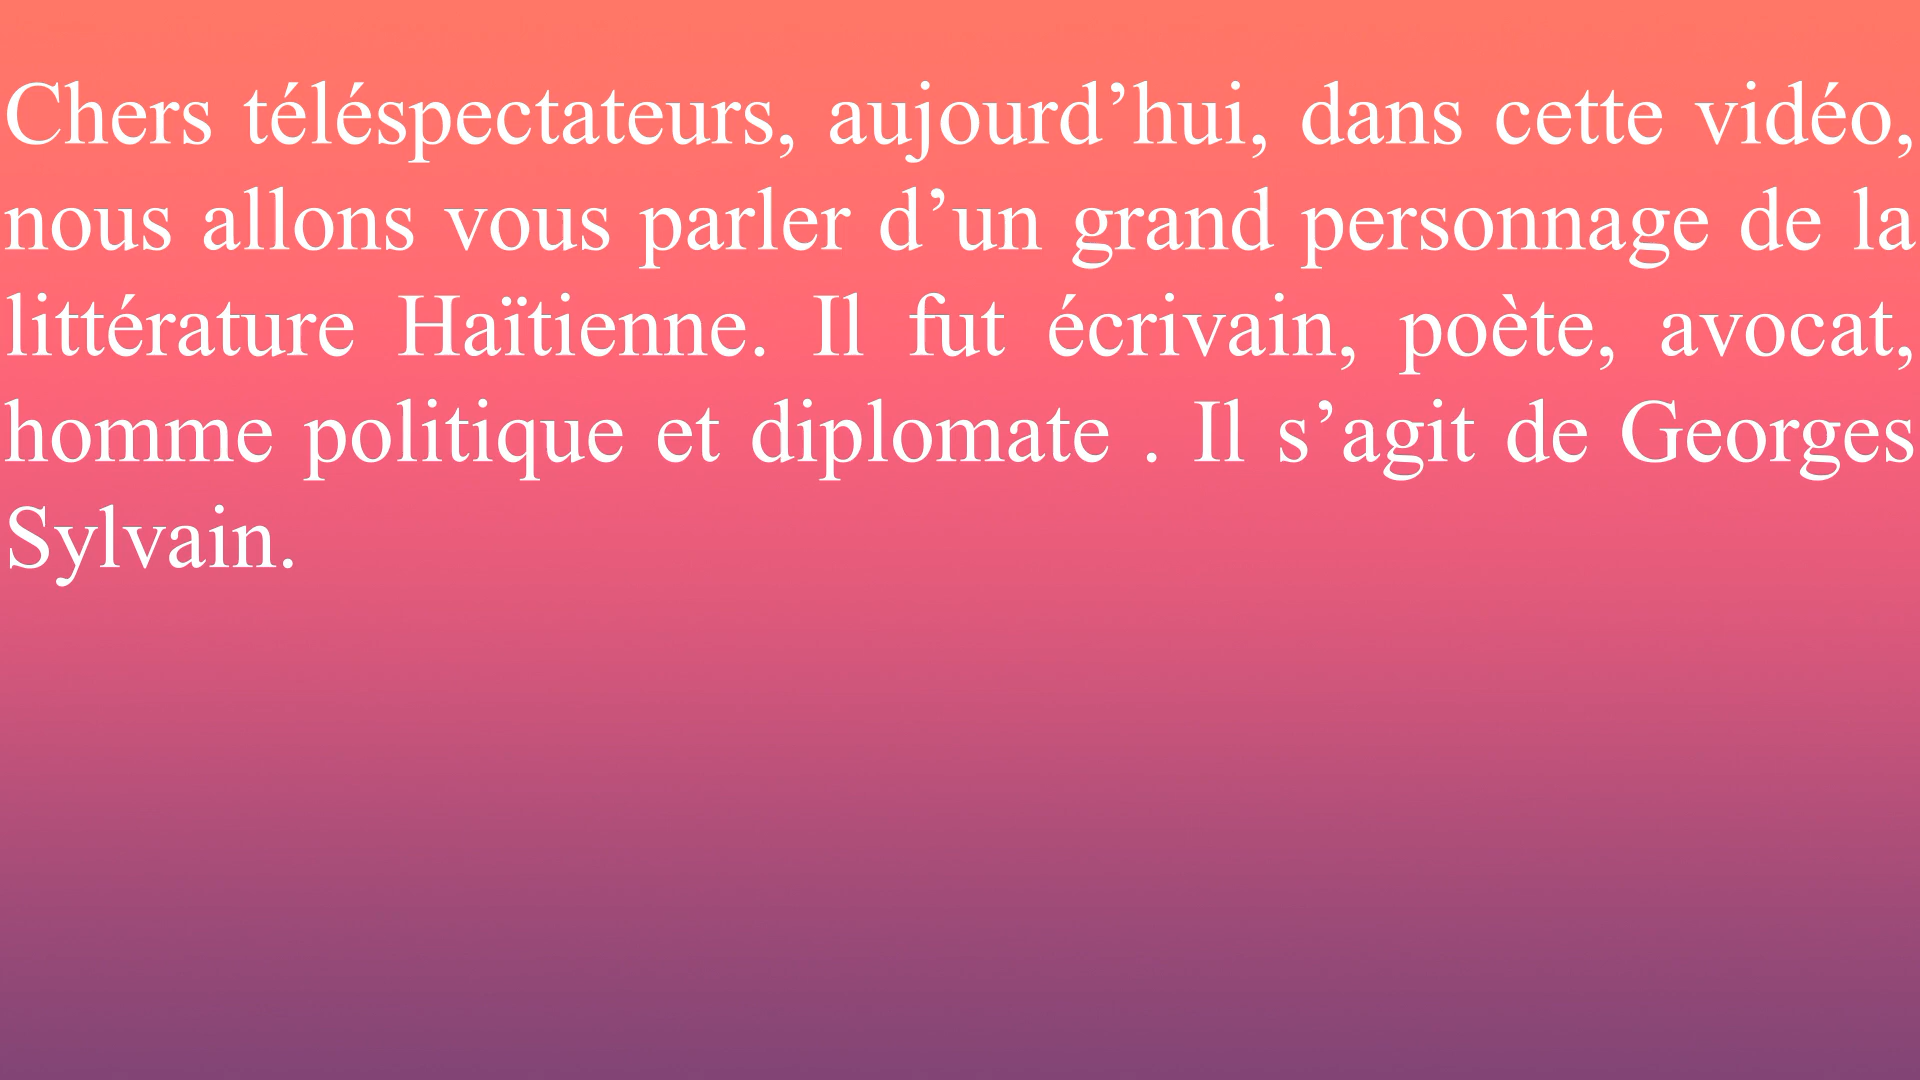 Chers téléspectateurs, aujourd’hui, dans cette vidéo,
nous allons vous parler d’un grand personnage de la
littérature Haïtienne. Il fut écrivain, poète, avocat,
homme politique et diplomate . Il s’agit de Georges
Sylvain.